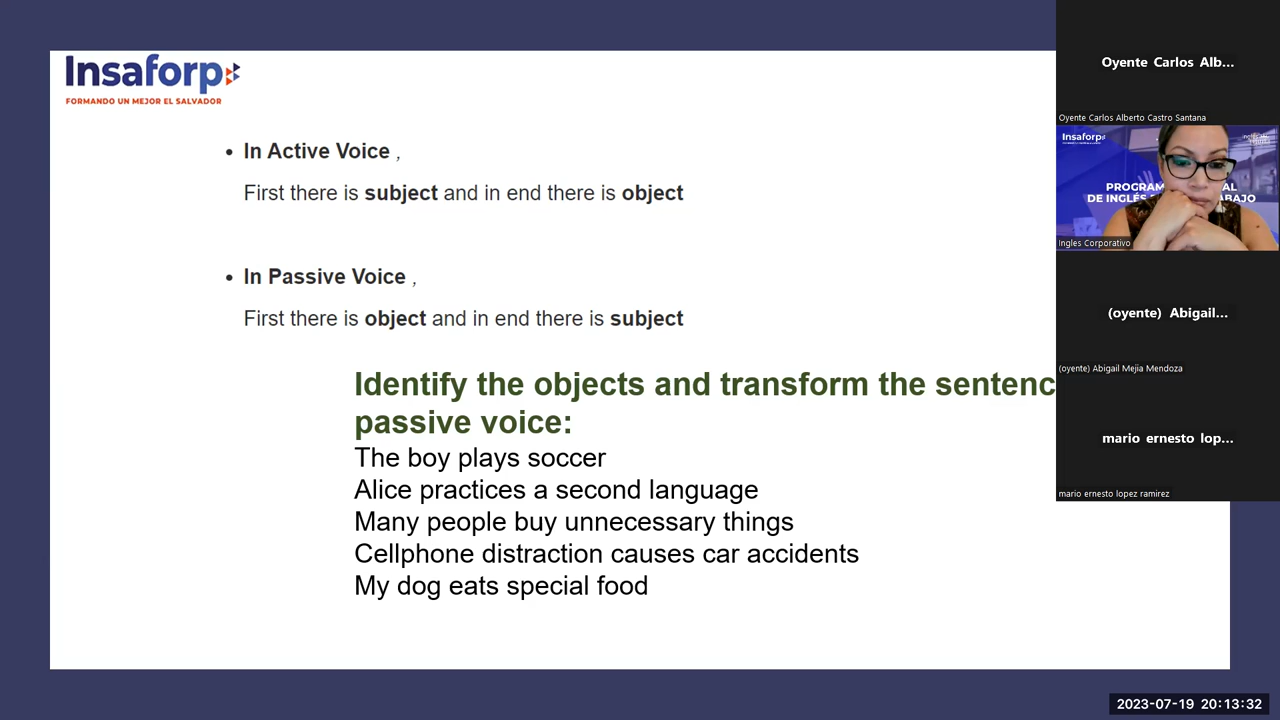 Insaforp
FORMANDO UN MEJOR EL SALVADOR
• In Active Voice ,
First there is subject and in end there is object
• In Passive Voice ,
First there is object and in end there is subject
Identify the objects and transform the sentenc
passive voice:
The boy plays soccer
Alice practices a second language
Many people buy unnecessary things
Cellphone distraction causes car accidents
My dog eats special food
Oyente Carlos Alb...
Oyente Carlos Alberto Castro Santana
Insaforp
PROGRAM AL
DE INGLÉS ABAJO
Ingles Corporativo
(oyente) Abigail...
(oyente) Abigail Mejia Mendoza
mario ernesto lop...
mario ernesto lopez ramirez
2023-07-19 20:13:32